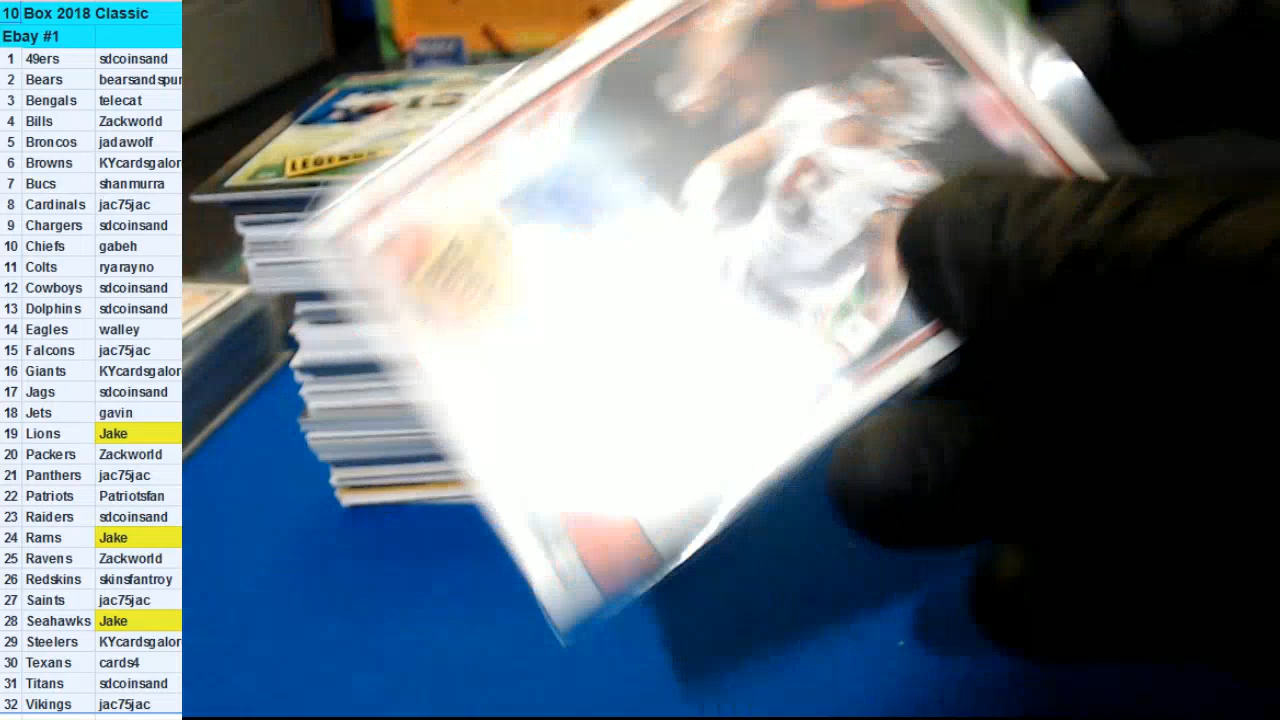 10 Box 2018 Classic
Ebay #1
1 49ers sdcoinsand
2 Bears bearsandspur
3 Bengals telecat
4 Bills Zackworld
5 Broncos jadawolf
6 Browns KYcardsgalor
7 Bucs shanmurra
8 Cardinals jac75jac
9 Chargers sdcoinsand
10 Chiefs gabeh
11 Colts ryarayno
12 Cowboys sdcoinsand
13 Dolphins sdcoinsand
14 Eagles walley
15 Falcons jac75jac
16 Giants KYcardsgalor
17 Jags sdcoinsand
18 Jets gavin
19 Lions Jake
20 Packers Zackworld
21 Panthers jac75jac
22 Patriots Patriotsfan
23 Raiders sdcoinsand
24 Rams Jake
25 Ravens Zackworld
26 Redskins skinsfantroy
27 Saints jac75jac
28 Seahawks Jake
29 Steelers KYcardsgalor
30 Texans cards4
31 Titans sdcoinsand
32 Vikings jac75jac